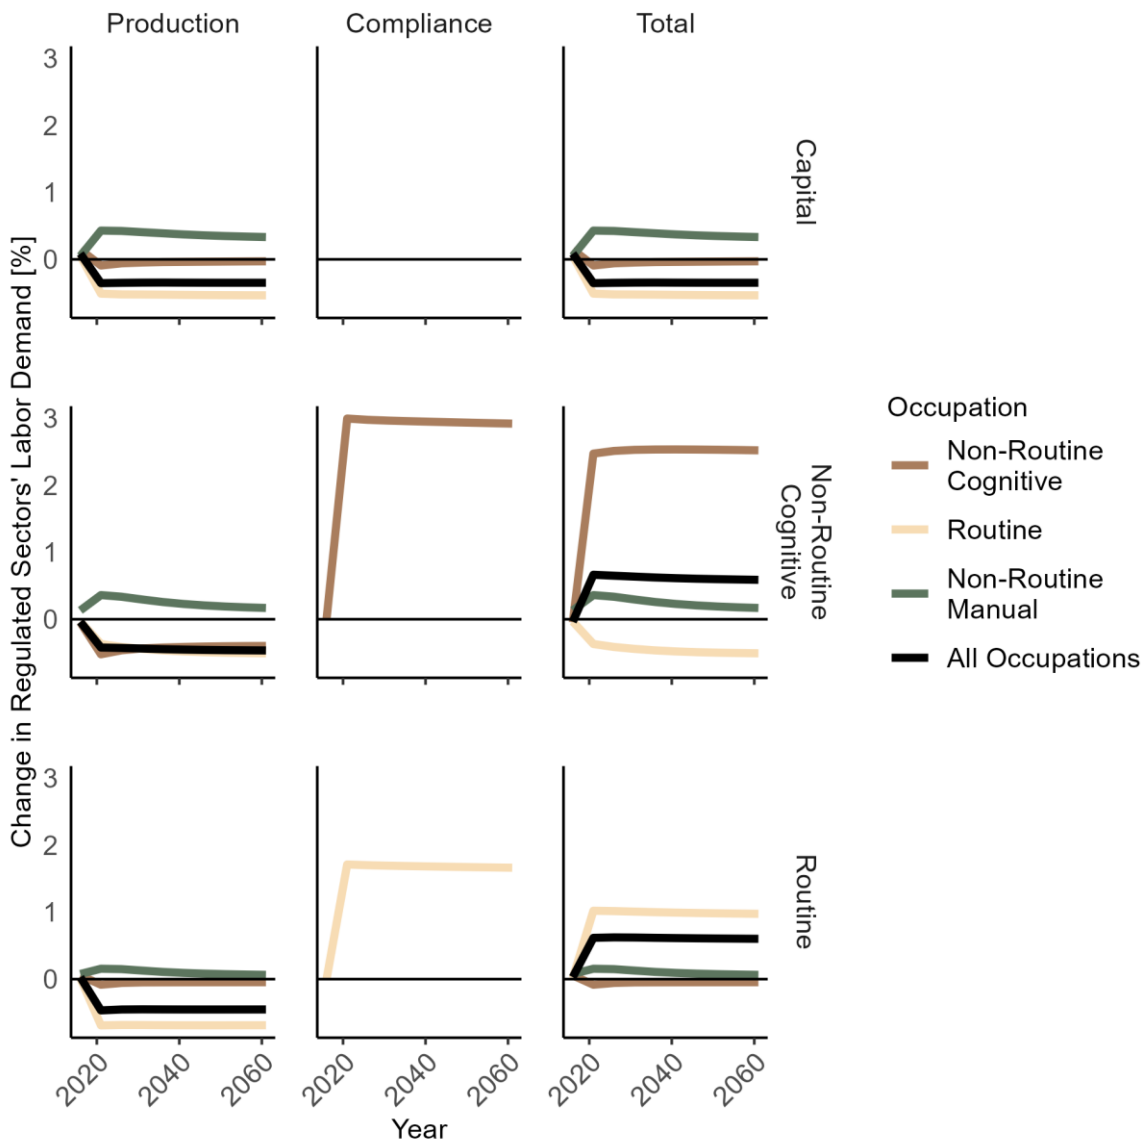 Production
Compliance
Total
3
2
1
0
Capital
3
2
1
0
Non-Routine
Cognitive
3
2
1
0
Routine
Change in Regulated Sectors' Labor Demand [%]
2020
2040
2060
2020
2040
2060
2020
2040
2060
Year
Occupation
Non-Routine
Cognitive
Routine
Non-Routine
Manual
All Occupations